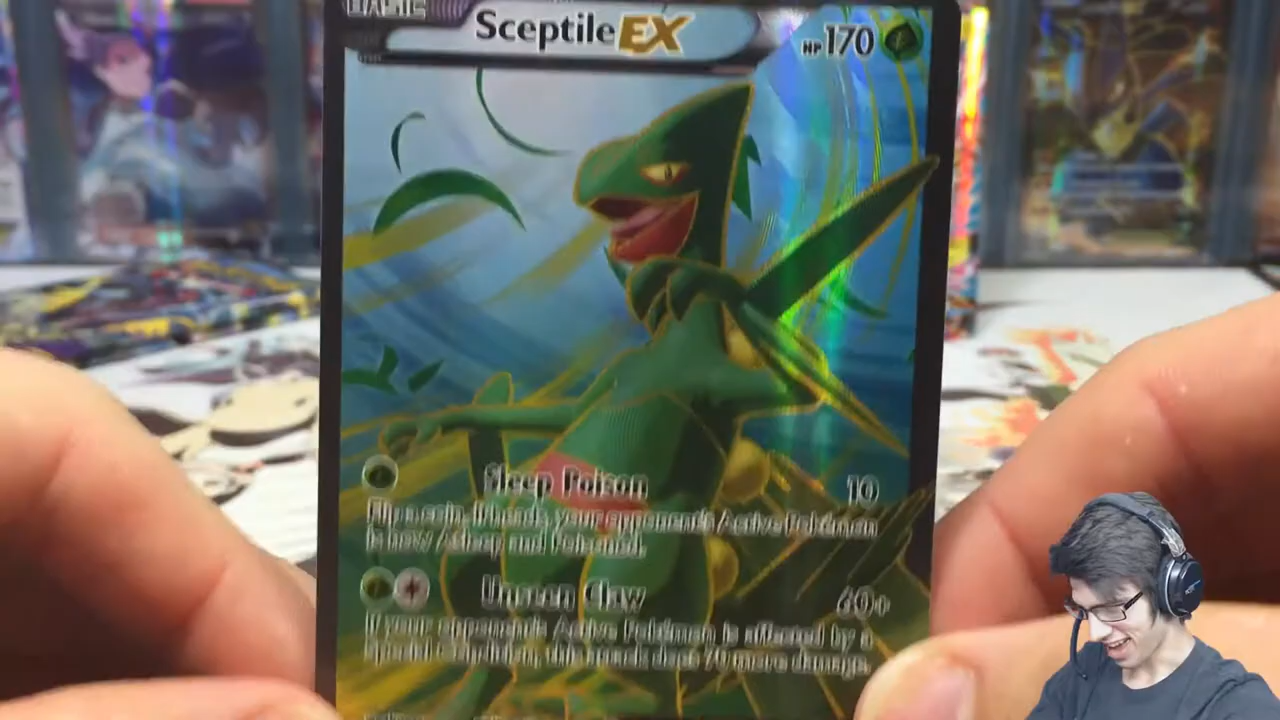 BASIC
Sceptile EX
HP 170
Sleep Poison 10
Flip a coin. If heads, your opponent's Active Pokémon
is now Asleep and Poisoned.
Unseen Claw 60+
If your opponent's Active Pokémon is affected by a
Special Condition, this attack does 70 more damage.